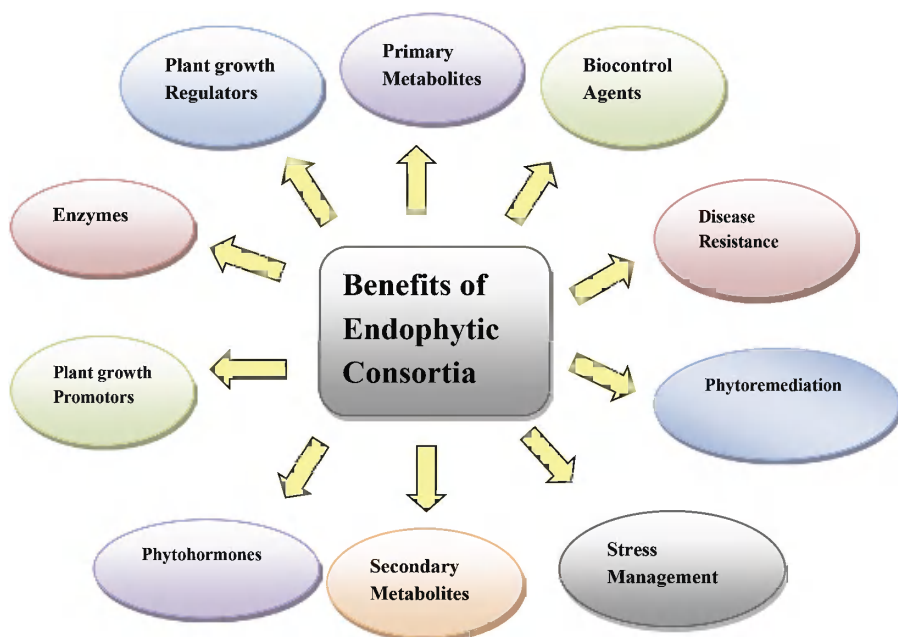 Plant growth
Regulators
Primary
Metabolites
Biocontrol
Agents
Enzymes
Disease
Resistance
Benefits of
Endophytic
Consortia
Plant growth
Promotors
Phytoremediation
Phytohormones
Secondary
Metabolites
Stress
Management